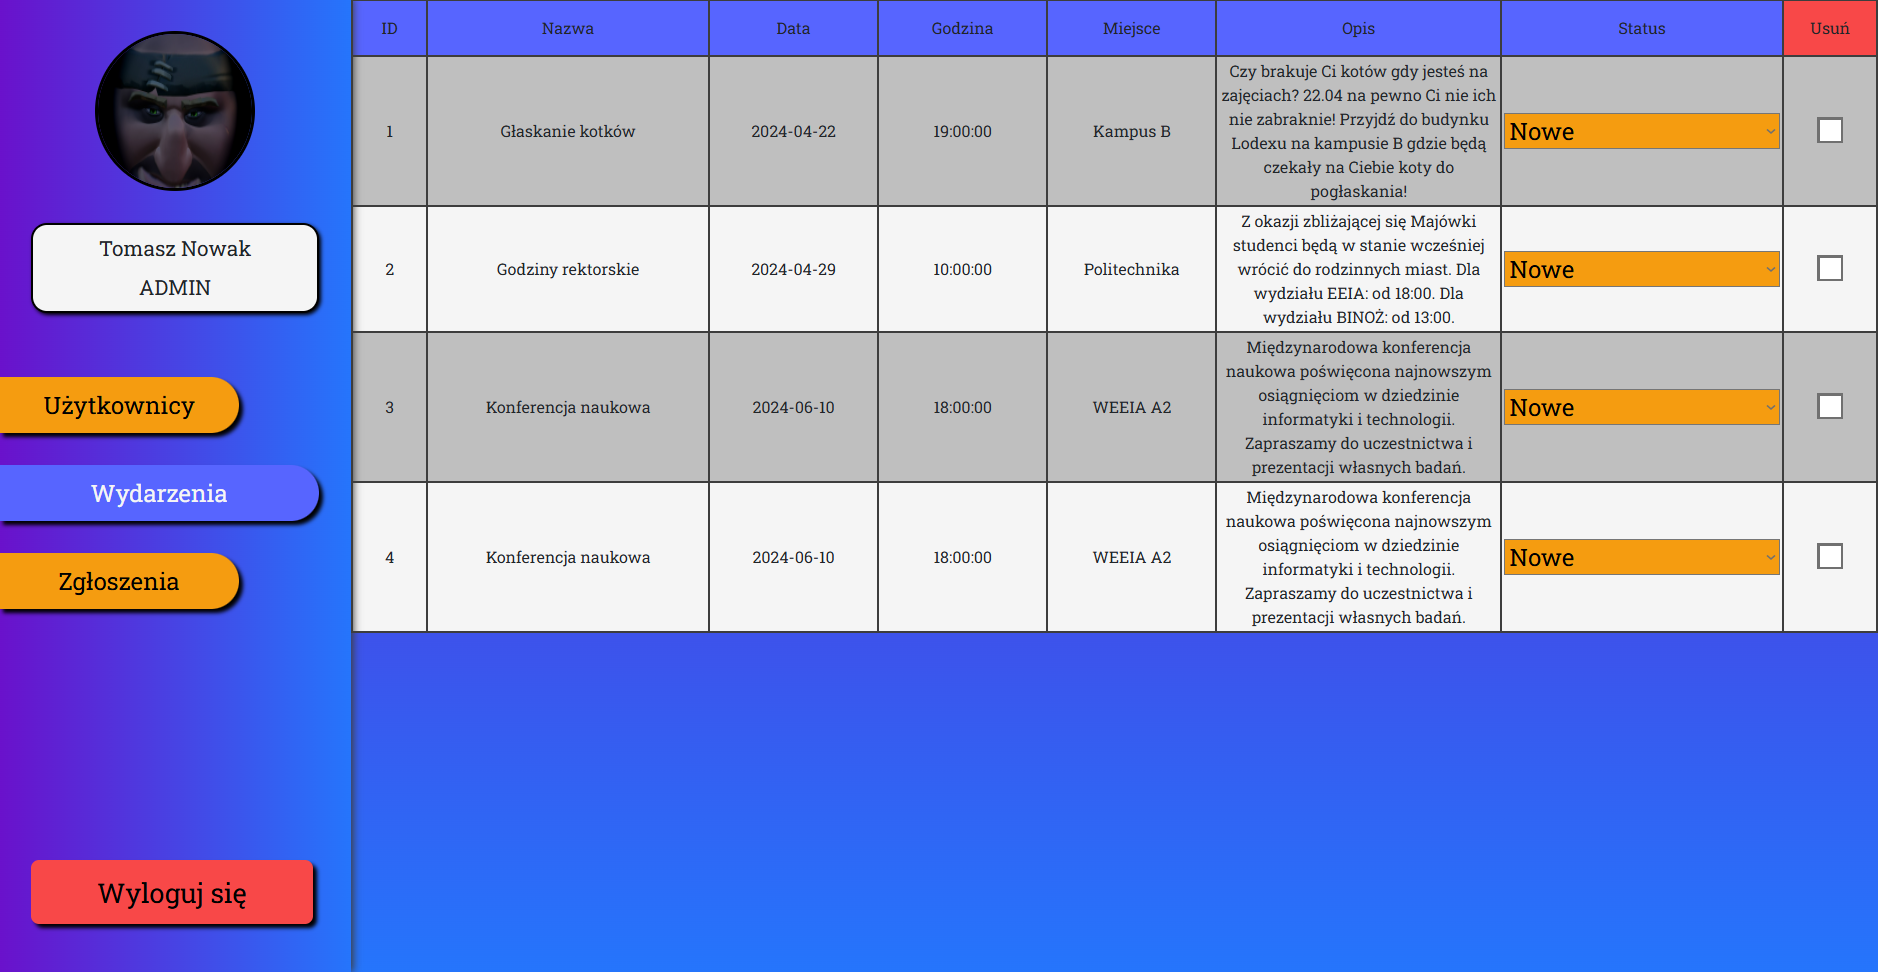 Tomasz Nowak
ADMIN
Użytkownicy
Wydarzenia
Zgłoszenia
Wyloguj się
ID Nazwa Data Godzina Miejsce Opis Status Usuń
1 Głaskanie kotków 2024-04-22 19:00:00 Kampus B
Czy brakuje Ci kotów gdy jesteś na
zajęciach? 22.04 na pewno Ci nie ich
nie zabraknie! Przyjdź do budynku
Lodexu na kampusie B gdzie będą
czekały na Ciebie koty do
pogłaskania!
Nowe
2 Godziny rektorskie 2024-04-29 10:00:00 Politechnika
Z okazji zbliżającej się Majówki
studenci będą w stanie wcześniej
wrócić do rodzinnych miast. Dla
wydziału EEIA: od 18:00. Dla
wydziału BINOŻ: od 13:00.
Nowe
3 Konferencja naukowa 2024-06-10 18:00:00 WEEIA A2
Międzynarodowa konferencja
naukowa poświęcona najnowszym
osiągnięciom w dziedzinie
informatyki i technologii.
Zapraszamy do uczestnictwa i
prezentacji własnych badań.
Nowe
4 Konferencja naukowa 2024-06-10 18:00:00 WEEIA A2
Międzynarodowa konferencja
naukowa poświęcona najnowszym
osiągnięciom w dziedzinie
informatyki i technologii.
Zapraszamy do uczestnictwa i
prezentacji własnych badań.
Nowe